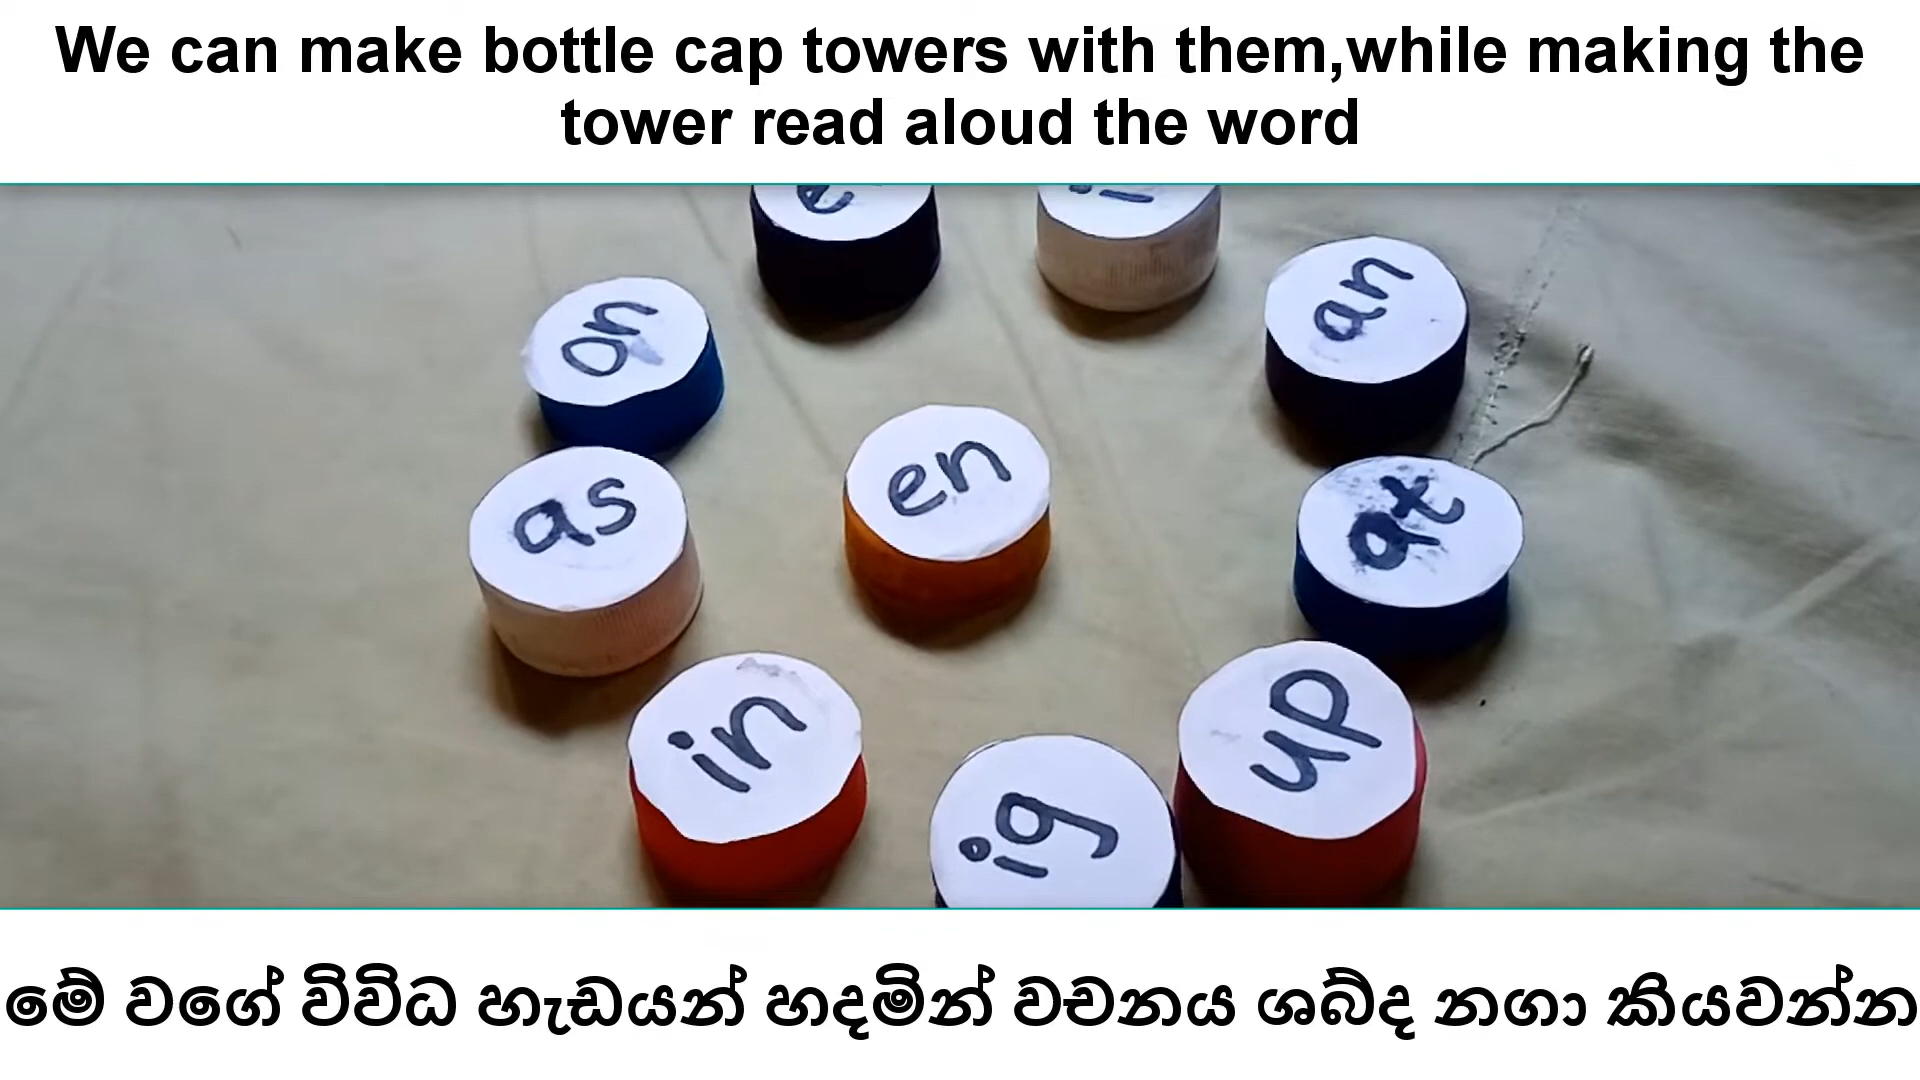 We can make bottle cap towers with them,while making the
tower read aloud the word
an
on
en
as
at
up
in
ig
මේ වගේ විවිධ හැඩයන් හදමින් වචනය ශබ්ද නගා කියවන්න